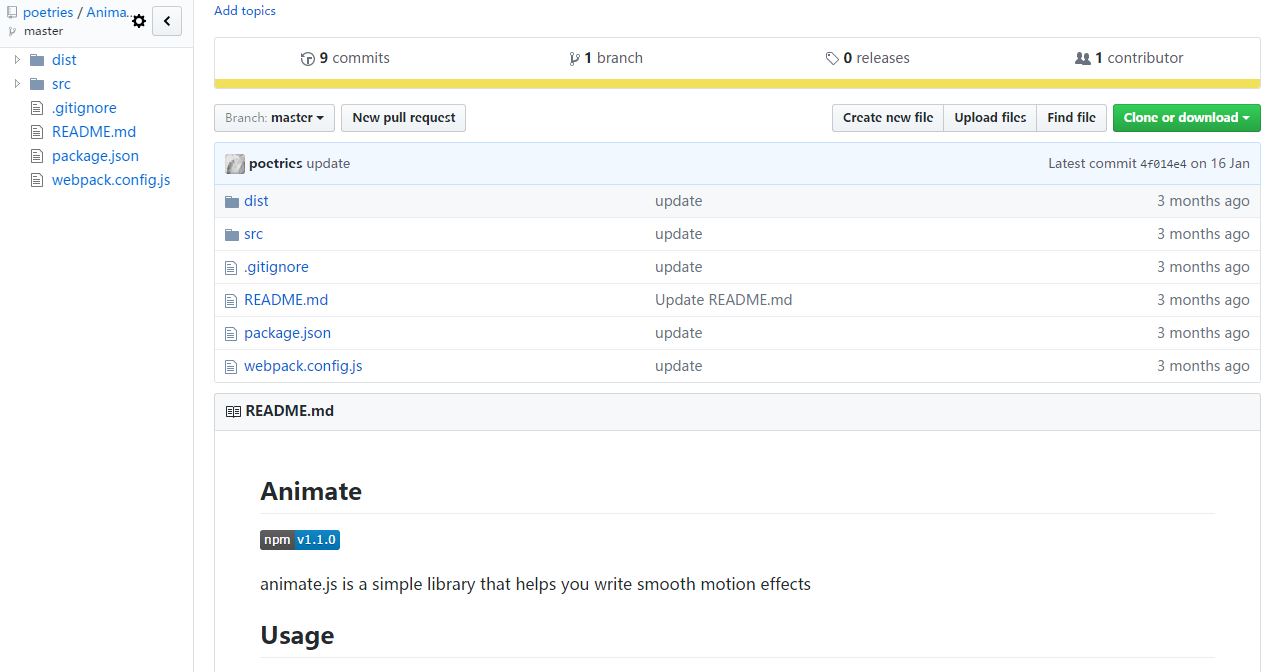 poetries / Anima...
master
dist
src
.gitignore
README.md
package.json
webpack.config.js
Add topics
9 commits
1 branch
0 releases
1 contributor
Branch: master
New pull request
Create new file
Upload files
Find file
Clone or download
poetries update
Latest commit 4f014e4 on 16 Jan
dist update 3 months ago
src update 3 months ago
.gitignore update 3 months ago
README.md Update README.md 3 months ago
package.json update 3 months ago
webpack.config.js update 3 months ago
README.md
Animate
npm v1.1.0
animate.js is a simple library that helps you write smooth motion effects
Usage